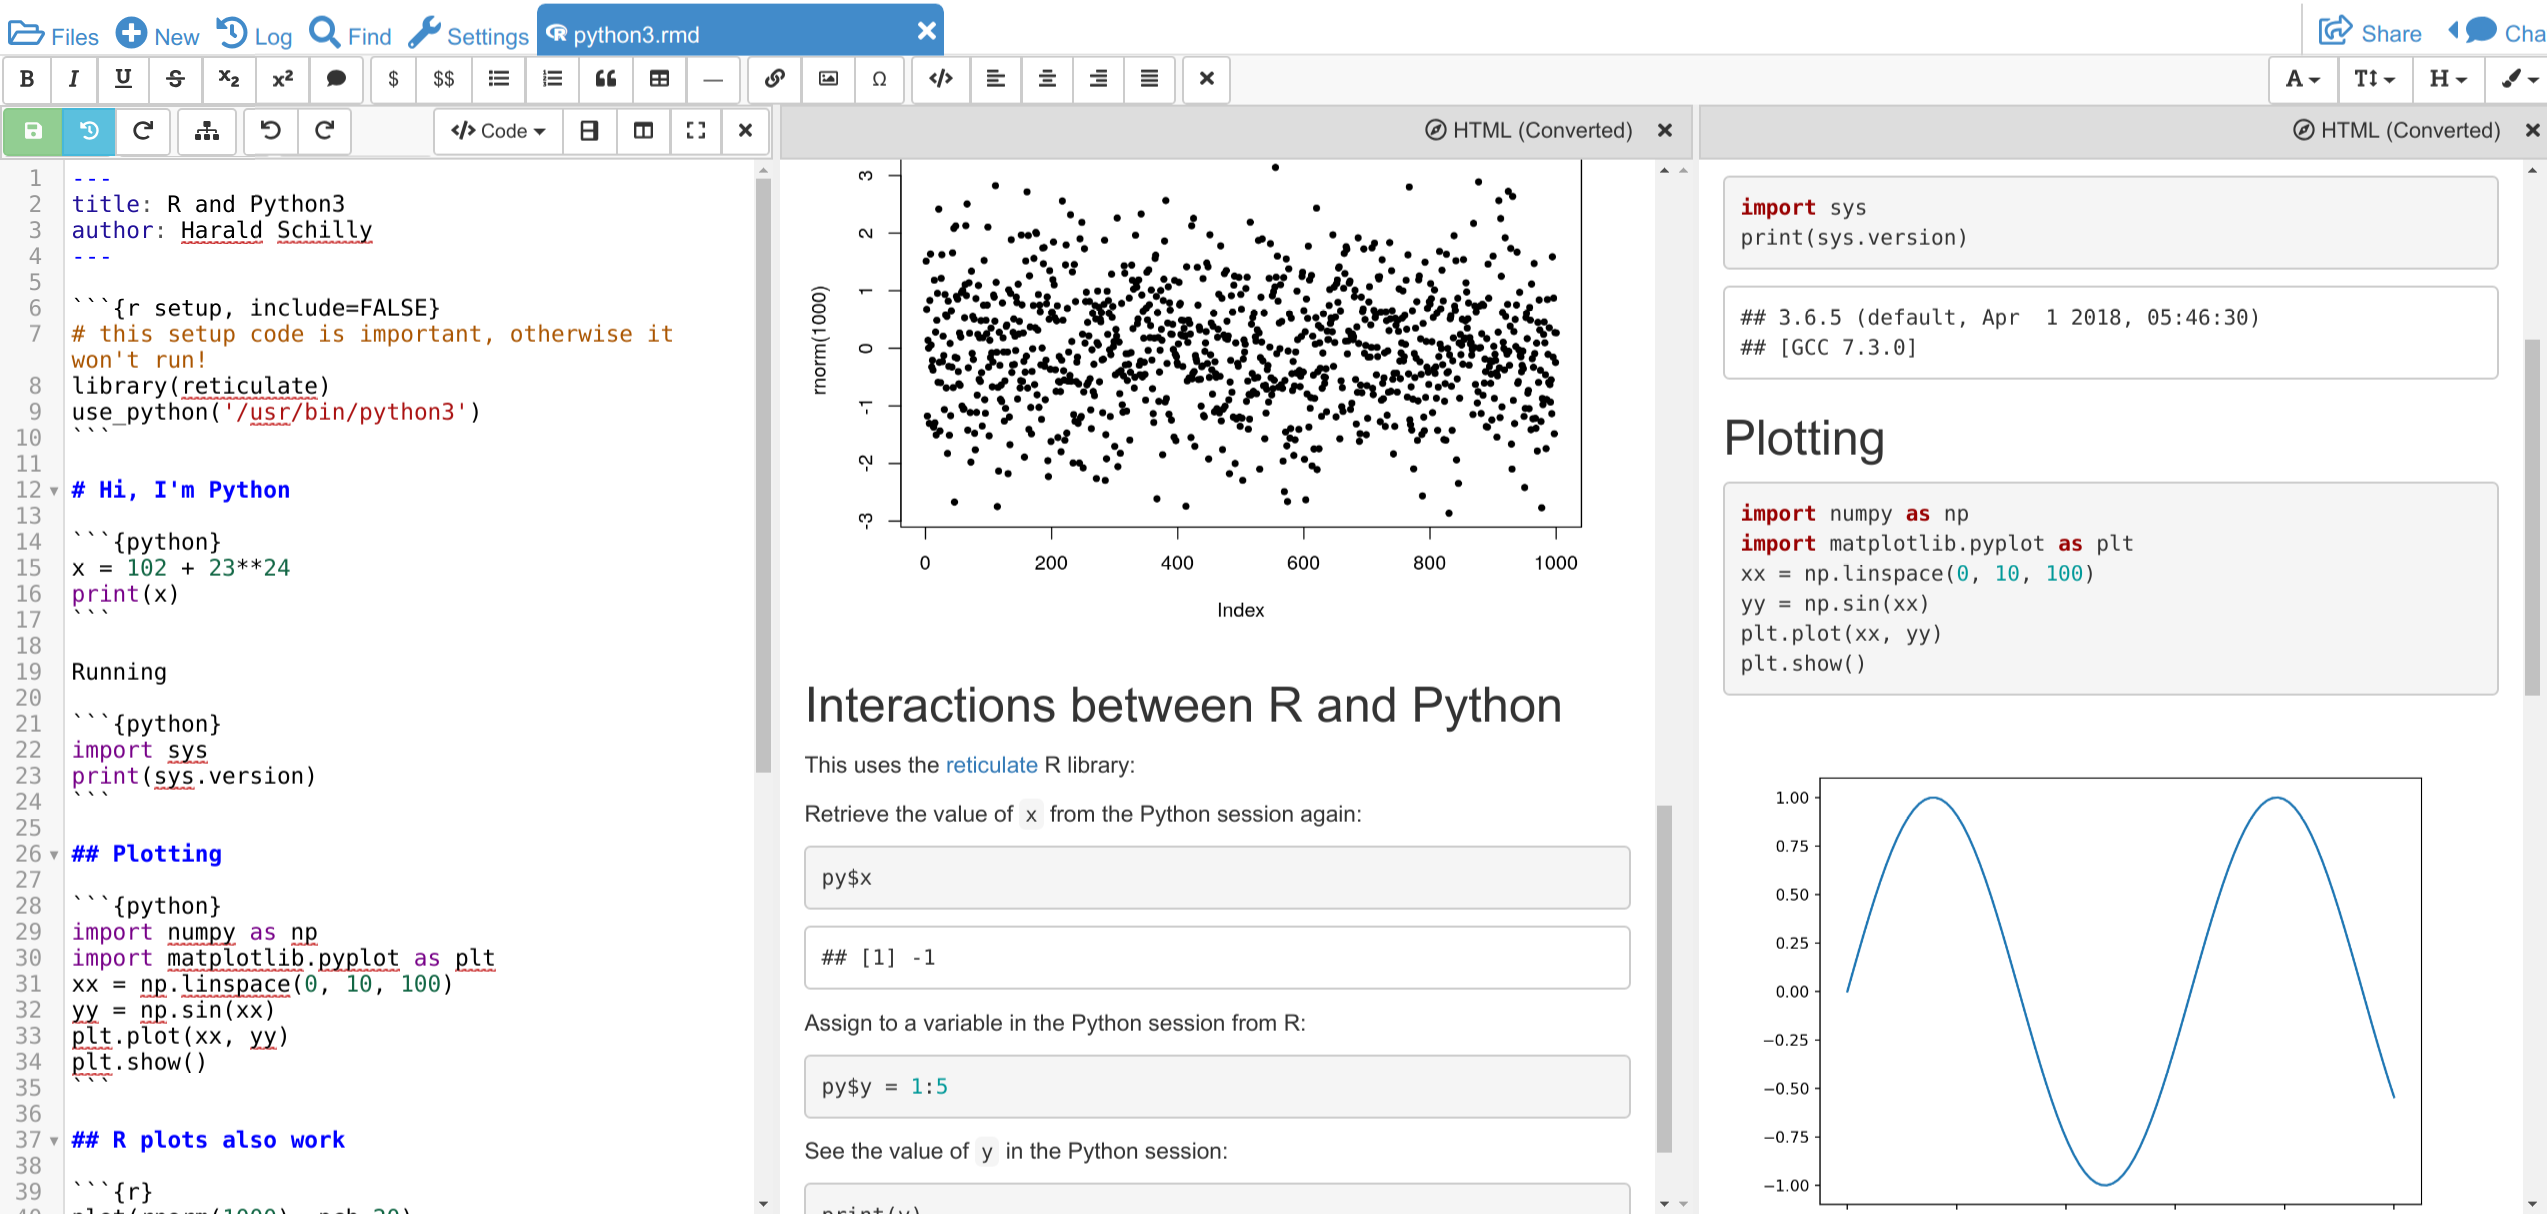 Files New Log Find Settings python3.rmd Share
B I U S x₂ x² $ $$ Ω </> A T H
</> Code
HTML (Converted)
HTML (Converted)
1 ---
2 title: R and Python3
3 author: Harald Schilly
4 ---
5
6 ```{r setup, include=FALSE}
7 # this setup code is important, otherwise it
won't run!
8 library(reticulate)
9 use_python('/usr/bin/python3')
10 ```
11
12 # Hi, I'm Python
13
14 ```{python}
15 x = 102 + 23**24
16 print(x)
17 ```
18
19 Running
20
21 ```{python}
22 import sys
23 print(sys.version)
24 ```
25
26 ## Plotting
27
28 ```{python}
29 import numpy as np
30 import matplotlib.pyplot as plt
31 xx = np.linspace(0, 10, 100)
32 yy = np.sin(xx)
33 plt.plot(xx, yy)
34 plt.show()
35 ```
36
37 ## R plots also work
38
39 ```{r}
3
2
1
0
-1
-2
-3
rnorm(1000)
0 200 400 600 800 1000
Index
Interactions between R and Python
This uses the reticulate R library:
Retrieve the value of x from the Python session again:
py$x
## [1] -1
Assign to a variable in the Python session from R:
py$y = 1:5
See the value of y in the Python session:
import sys
print(sys.version)
## 3.6.5 (default, Apr  1 2018, 05:46:30)
## [GCC 7.3.0]
Plotting
import numpy as np
import matplotlib.pyplot as plt
xx = np.linspace(0, 10, 100)
yy = np.sin(xx)
plt.plot(xx, yy)
plt.show()
1.00
0.75
0.50
0.25
0.00
−0.25
−0.50
−0.75
−1.00